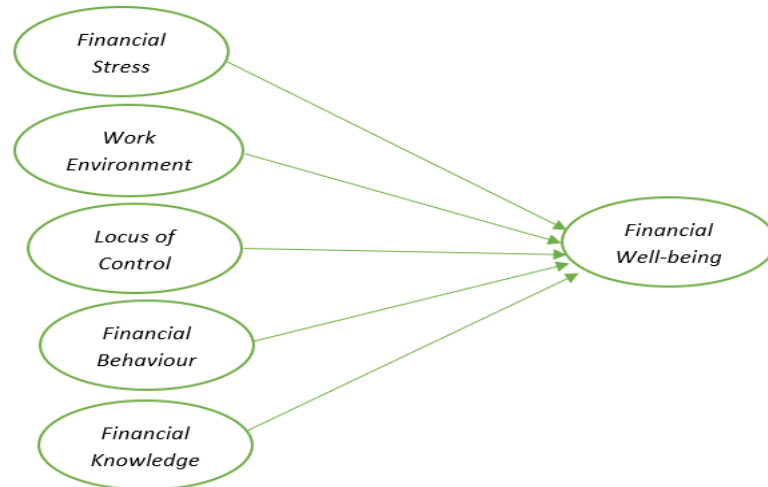 Financial
Stress
Work
Environment
Locus of
Control
Financial
Behaviour
Financial
Knowledge
Financial
Well-being